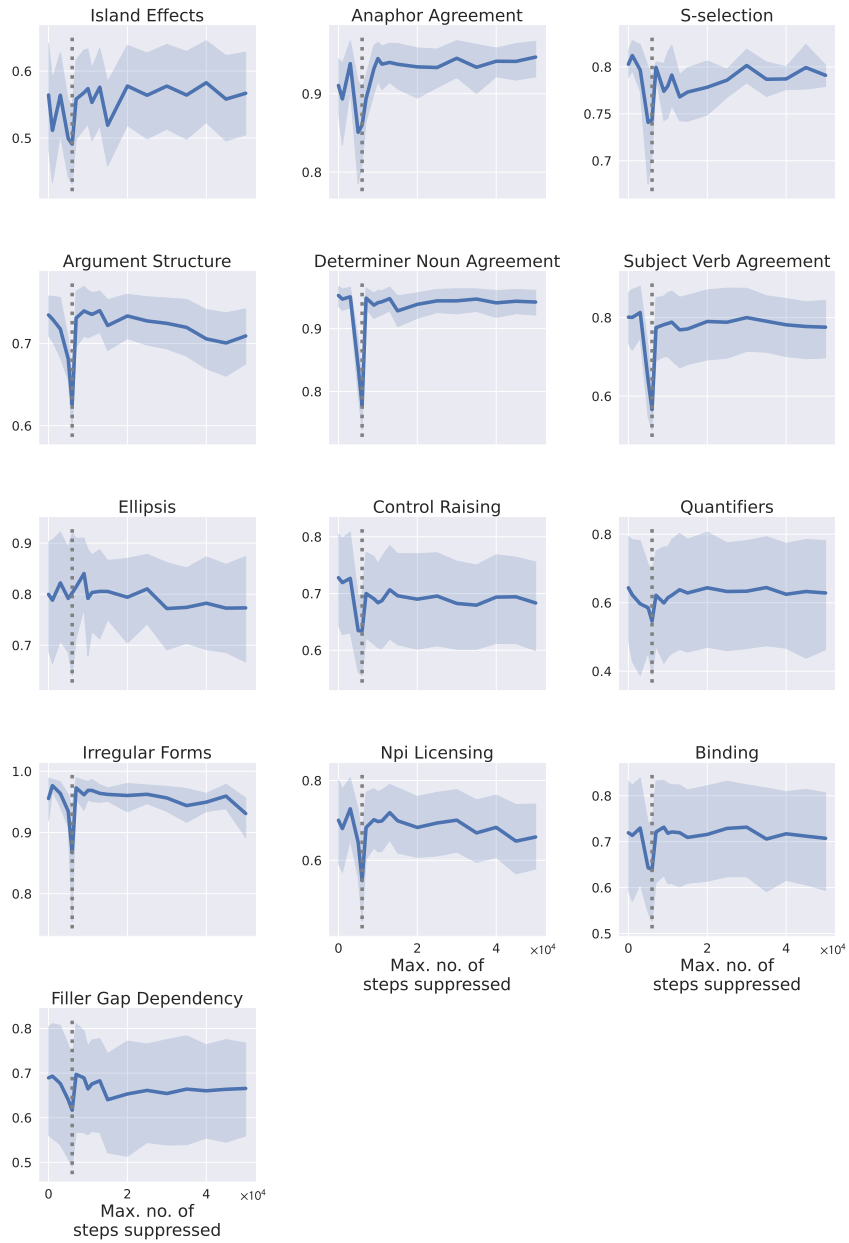 Island Effects
Anaphor Agreement
S-selection
0.6
0.5
0.9
0.8
0.8
0.75
0.7
Argument Structure
Determiner Noun Agreement
Subject Verb Agreement
0.7
0.6
0.9
0.8
0.8
0.6
Ellipsis
Control Raising
Quantifiers
0.9
0.8
0.7
0.8
0.7
0.6
0.8
0.6
0.4
Irregular Forms
Npi Licensing
Binding
1.0
0.9
0.8
0.8
0.6
0.8
0.7
0.6
0.5
0 2 4 ×10⁴
Max. no. of
steps suppressed
0 2 4 ×10⁴
Max. no. of
steps suppressed
Filler Gap Dependency
0.8
0.7
0.6
0.5
0 2 4 ×10⁴
Max. no. of
steps suppressed